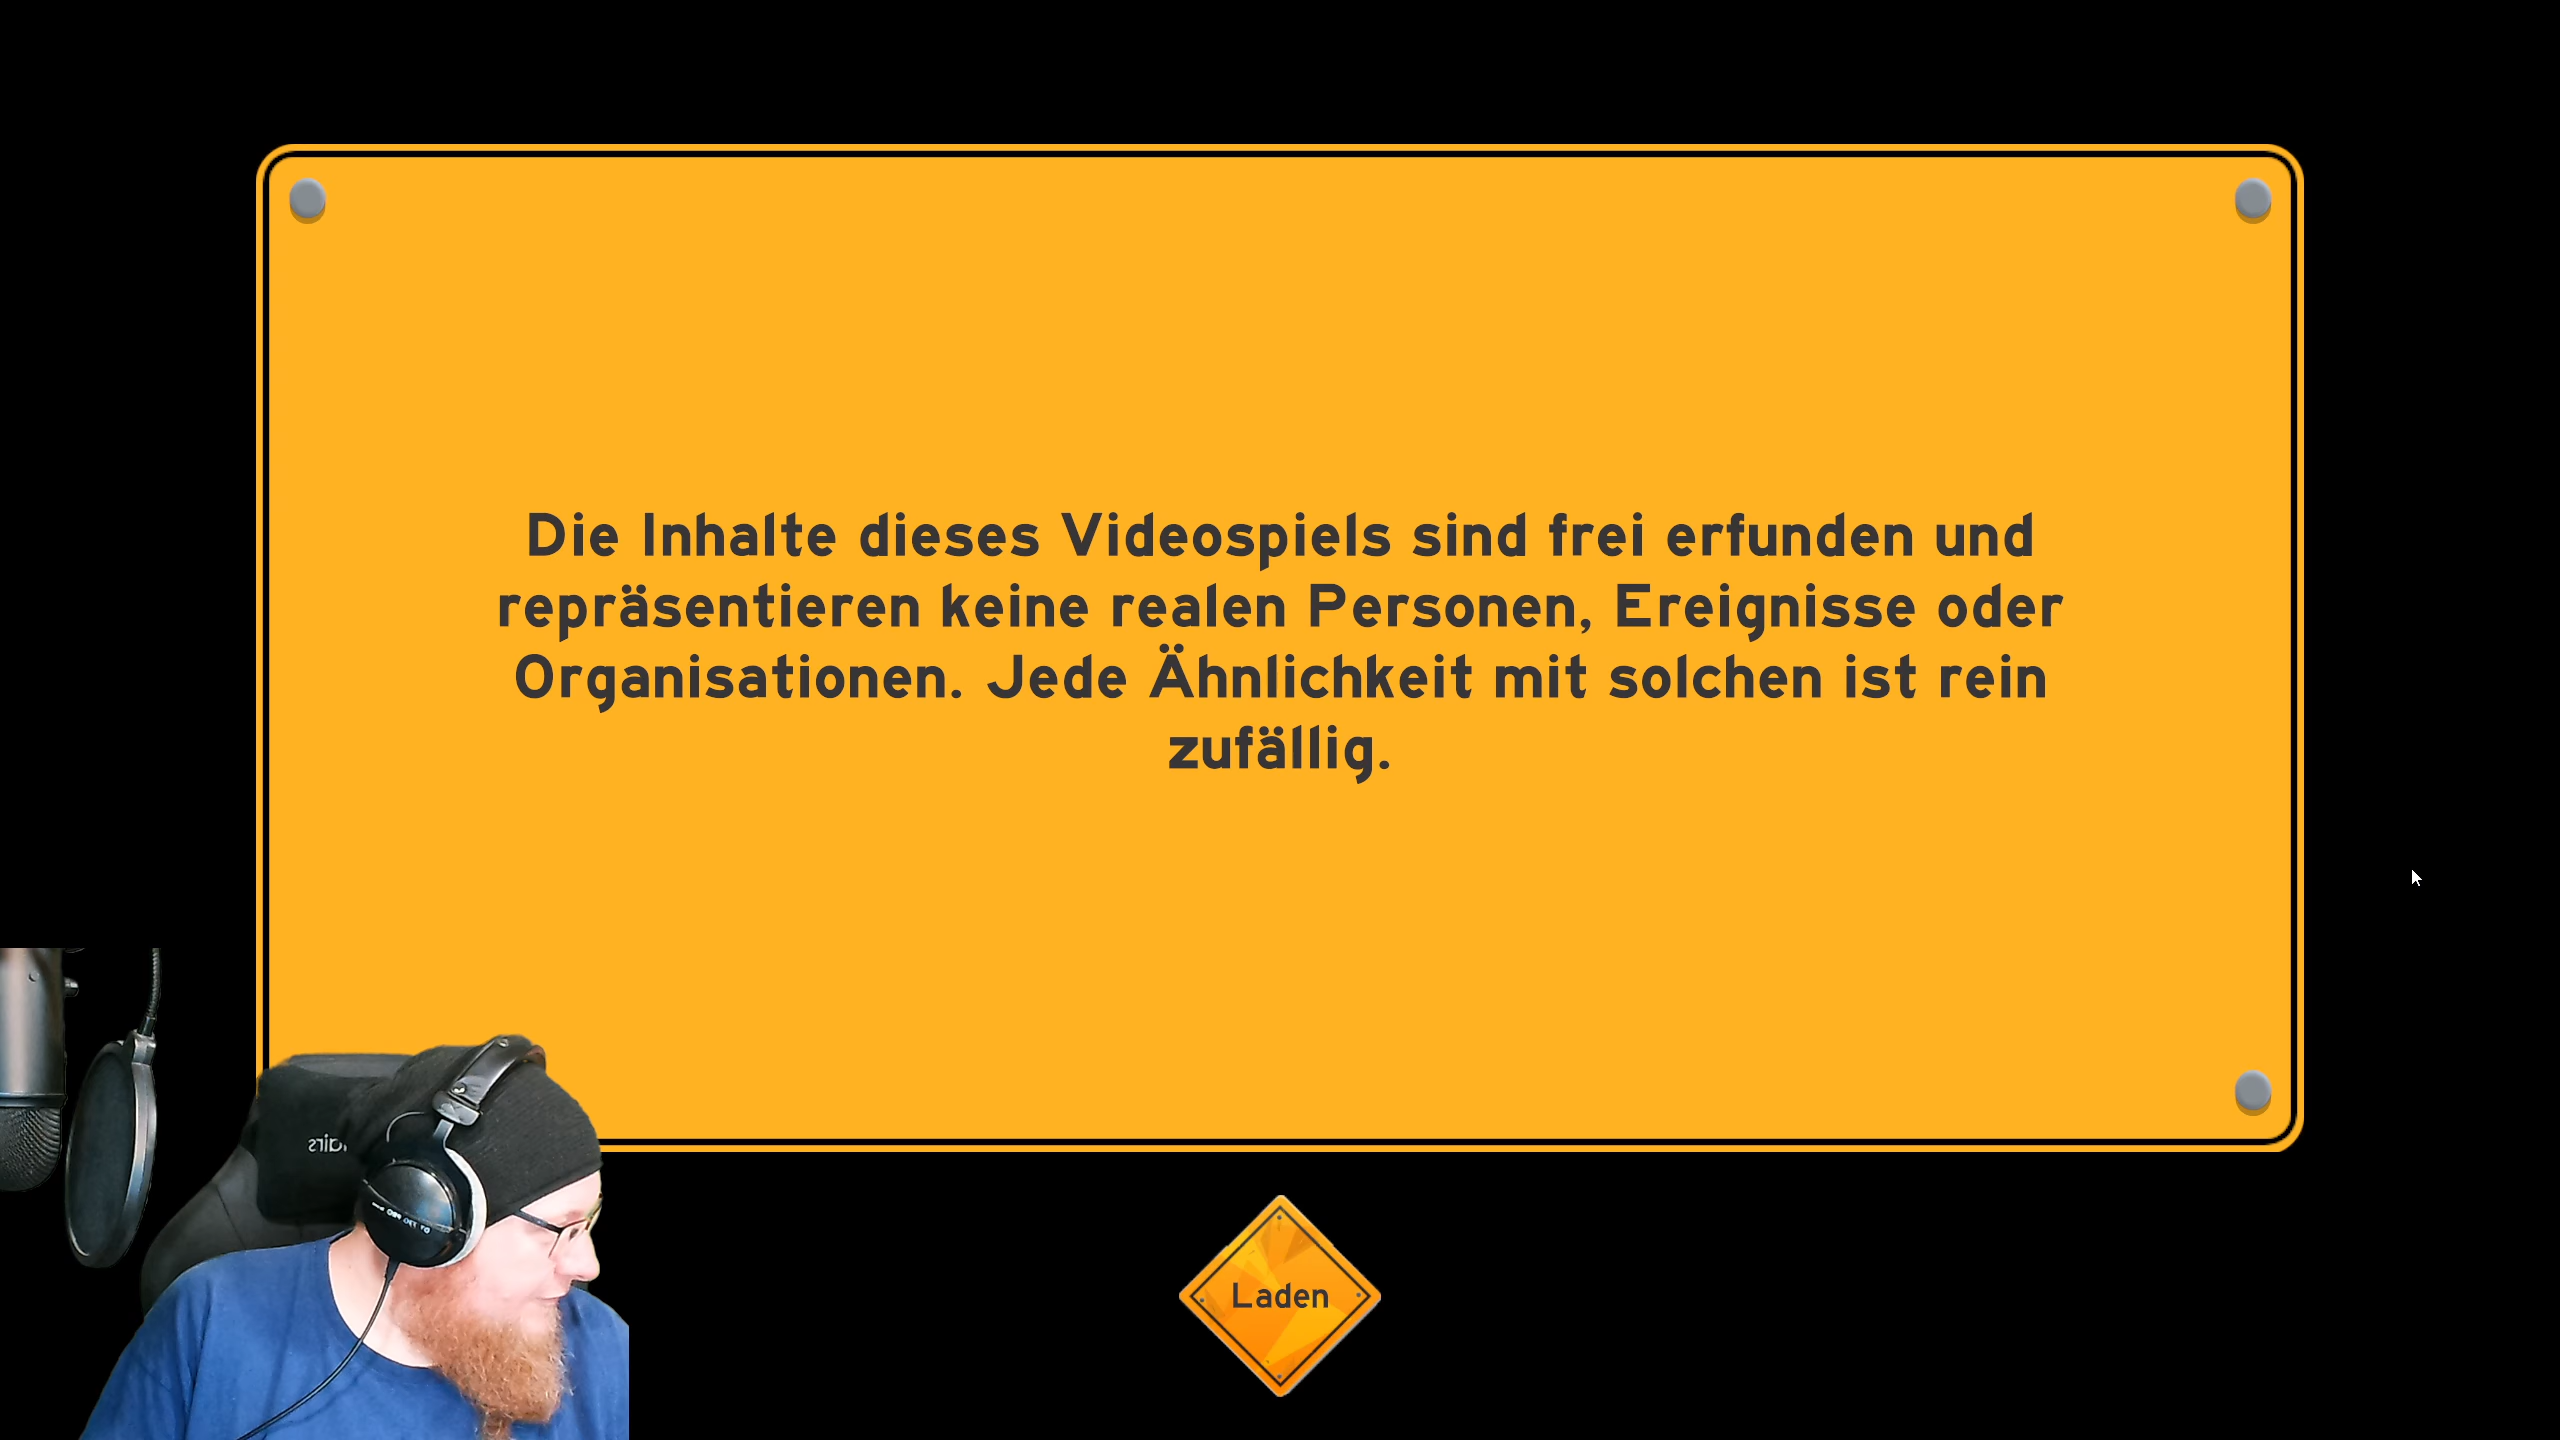 Die Inhalte dieses Videospiels sind frei erfunden und
repräsentieren keine realen Personen, Ereignisse oder
Organisationen. Jede Ähnlichkeit mit solchen ist rein
zufällig.
Laden